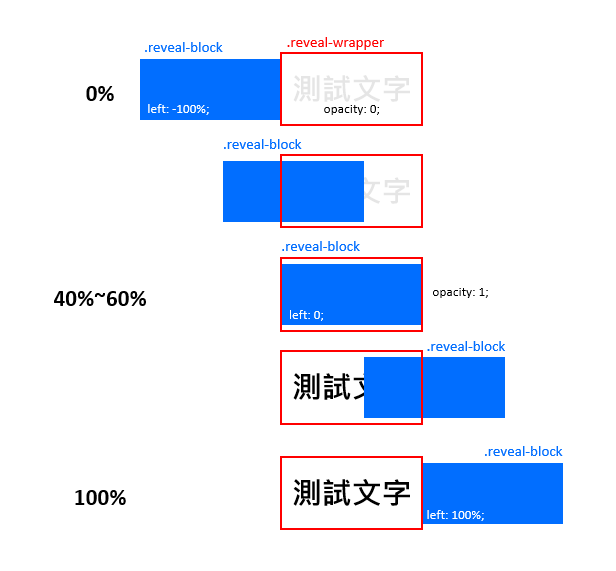 .reveal-block
.reveal-wrapper
0%
測試文字
left: -100%;
opacity: 0;
.reveal-block
文字
.reveal-block
40%~60%
opacity: 1;
left: 0;
.reveal-block
測試文
.reveal-block
100%
測試文字
left: 100%;